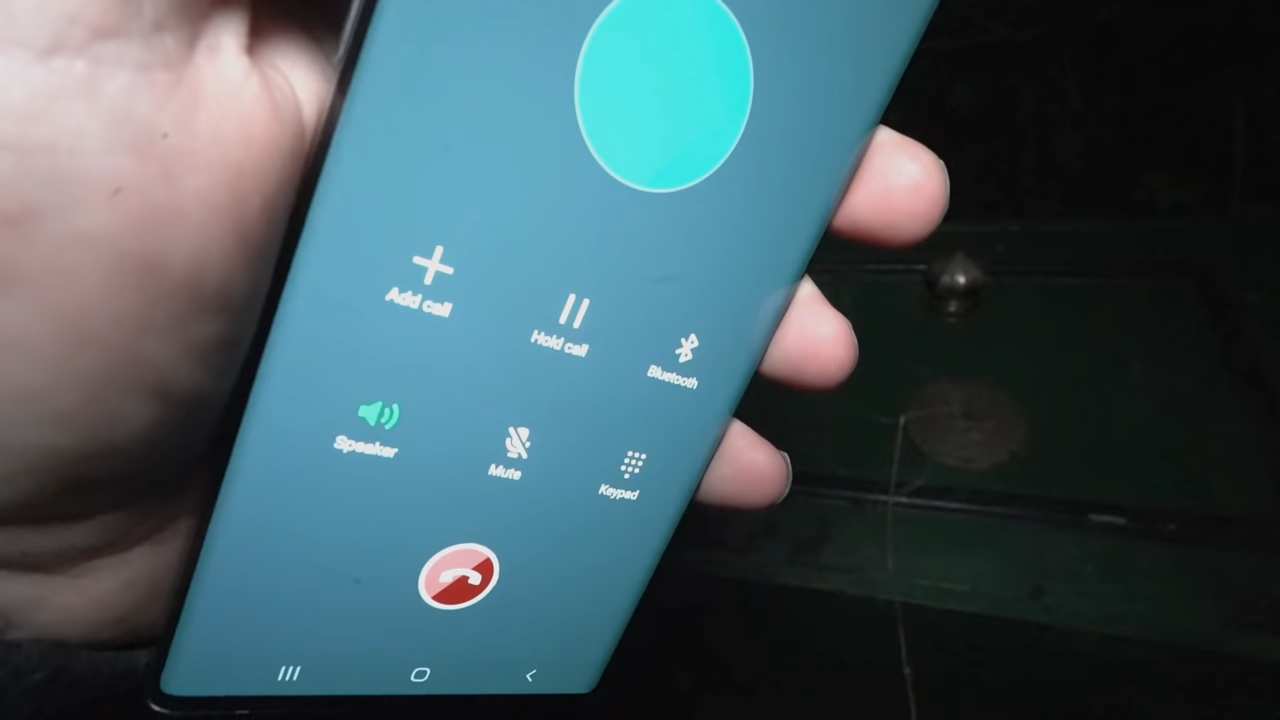 Add call
Hold call
Bluetooth
Speaker
Mute
Keypad